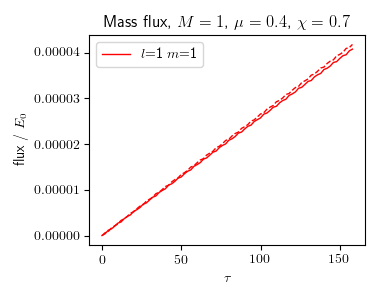 Mass flux, M = 1, μ = 0.4, χ = 0.7
l=1 m=1
flux / E₀
0.00004
0.00003
0.00002
0.00001
0.00000
0 50 100 150
τ